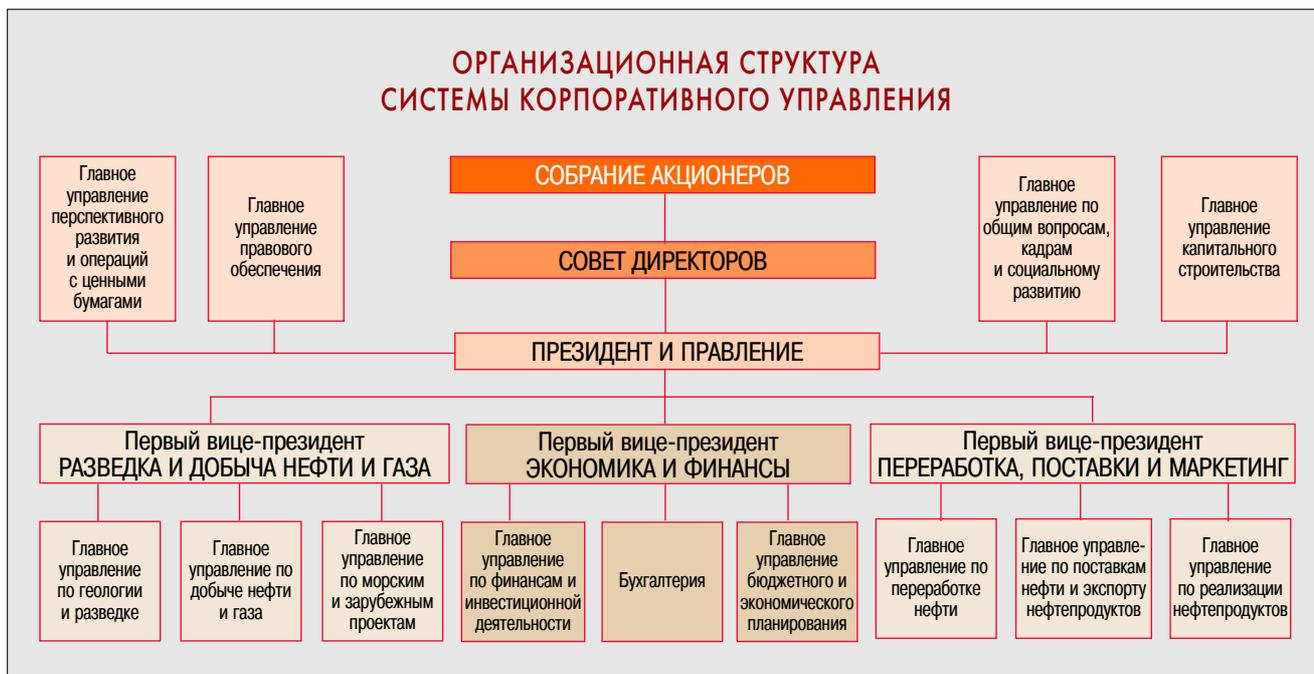 ОРГАНИЗАЦИОННАЯ СТРУКТУРА
СИСТЕМЫ КОРПОРАТИВНОГО УПРАВЛЕНИЯ
Главное
управление
перспективного
развития
и операций
с ценными
бумагами
Главное
управление
правового
обеспечения
СОБРАНИЕ АКЦИОНЕРОВ
СОВЕТ ДИРЕКТОРОВ
ПРЕЗИДЕНТ И ПРАВЛЕНИЕ
Главное
управление по
общим вопросам,
кадрам
и социальному
развитию
Главное
управление
капитального
строительства
Первый вице-президент
РАЗВЕДКА И ДОБЫЧА НЕФТИ И ГАЗА
Первый вице-президент
ЭКОНОМИКА И ФИНАНСЫ
Первый вице-президент
ПЕРЕРАБОТКА, ПОСТАВКИ И МАРКЕТИНГ
Главное
управление
по геологии
и разведке
Главное
управление по
добыче нефти
и газа
Главное
управление
по морским
и зарубежным
проектам
Главное
управление
по финансам и
инвестиционной
деятельности
Бухгалтерия
Главное
управление
бюджетного и
экономического
планирования
Главное
управление по
переработке
нефти
Главное управле-
ние по поставкам
нефти и экспорту
нефтепродуктов
Главное
управление
по реализации
нефтепродуктов